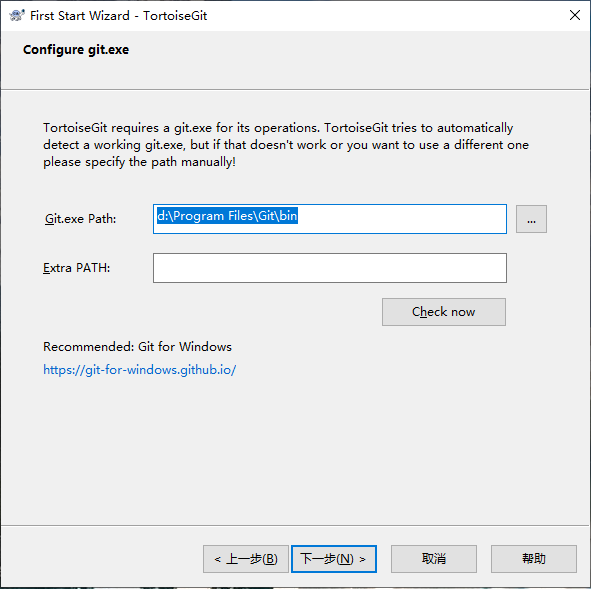 First Start Wizard - TortoiseGit
Configure git.exe
TortoiseGit requires a git.exe for its operations. TortoiseGit tries to automatically
detect a working git.exe, but if that doesn't work or you want to use a different one
please specify the path manually!
Git.exe Path:
d:\Program Files\Git\bin
...
Extra PATH:
Check now
Recommended: Git for Windows
https://git-for-windows.github.io/
< 上一步(B)
下一步(N) >
取消
帮助